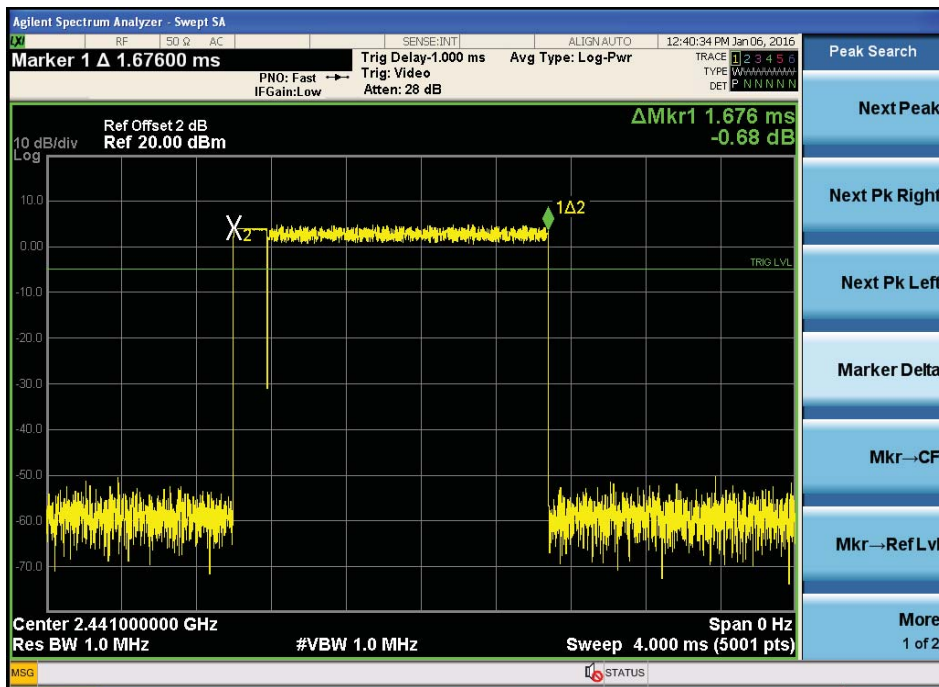 Agilent Spectrum Analyzer - Swept SA
LXI RF 50 Ω AC SENSE:INT ALIGN AUTO 12:40:34 PM Jan 06, 2016
Marker 1 Δ 1.67600 ms
Trig Delay-1.000 ms Avg Type: Log-Pwr TRACE 1 2 3 4 5 6
PNO: Fast Trig: Video TYPE WWWWWW
IFGain:Low Atten: 28 dB DET P N N N N N
ΔMkr1 1.676 ms
-0.68 dB
Ref Offset 2 dB
10 dB/div Ref 20.00 dBm
Log
10.0
1Δ2
X2
0.00
TRIG LVL
-10.0
-20.0
-30.0
-40.0
-50.0
-60.0
-70.0
Center 2.441000000 GHz Span 0 Hz
Res BW 1.0 MHz #VBW 1.0 MHz Sweep 4.000 ms (5001 pts)
MSG STATUS
Peak Search
Next Peak
Next Pk Right
Next Pk Left
Marker Delta
Mkr→CF
Mkr→Ref Lvl
More
1 of 2